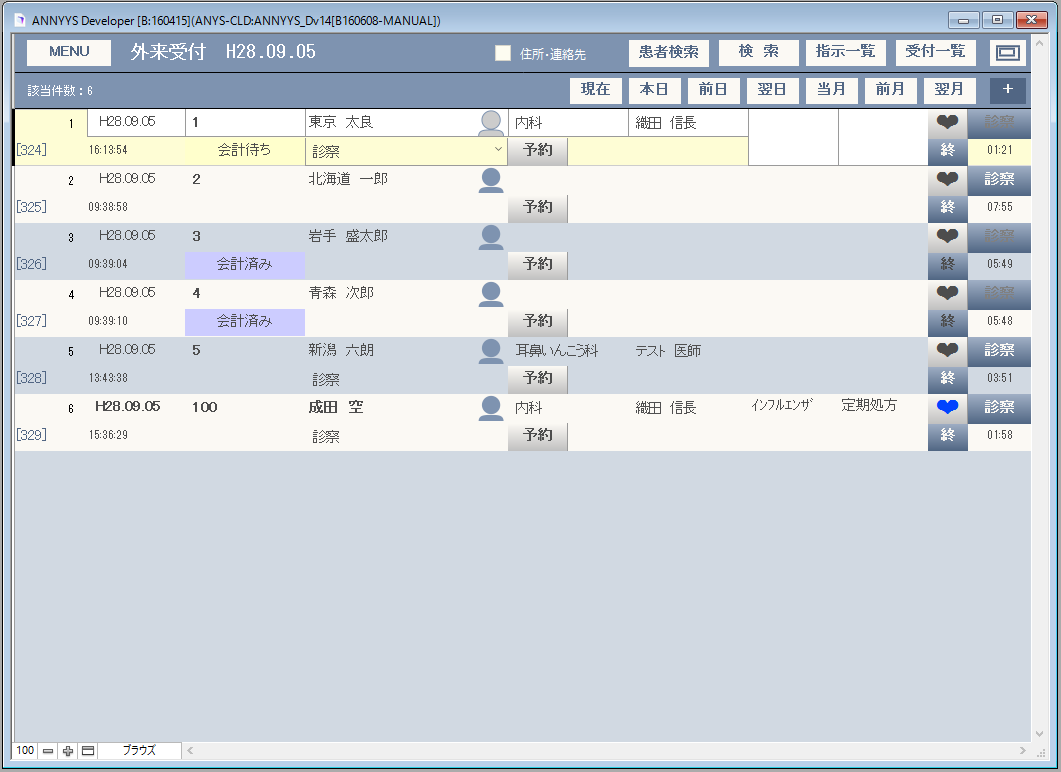 ANNYYS Developer [B:160415](ANYS-CLD:ANNYYS_Dv14[B160608-MANUAL])
MENU 外来受付 H28.09.05 住所・連絡先 患者検索 検 索 指示一覧 受付一覧
該当件数：6 現在 本日 前日 翌日 当月 前月 翌月 +
1 H28.09.05 1 東京 太良 内科 織田 信長 診察
[324] 16:13:54 会計待ち 診察 予約 終 01:21
2 H28.09.05 2 北海道 一郎 診察
[325] 09:38:58 予約 終 07:55
3 H28.09.05 3 岩手 盛太郎 診察
[326] 09:39:04 会計済み 予約 終 05:49
4 H28.09.05 4 青森 次郎 診察
[327] 09:39:10 会計済み 予約 終 05:48
5 H28.09.05 5 新潟 六朗 耳鼻いんこう科 テスト 医師 診察
[328] 13:43:38 診察 予約 終 03:51
6 H28.09.05 100 成田 空 内科 織田 信長 ｲﾝﾌﾙｴﾝｻﾞ 定期処方 診察
[329] 15:36:29 診察 予約 終 01:58
100 ブラウズ